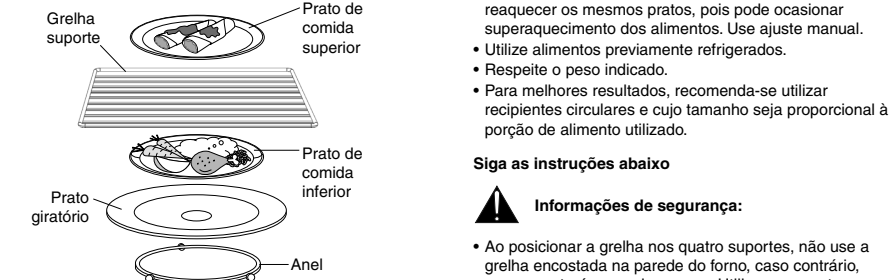 Grelha
suporte
Prato de
comida
superior
Prato de
comida
inferior
Prato
giratório
Anel
reaquecer os mesmos pratos, pois pode ocasionar
superaquecimento dos alimentos. Use ajuste manual.
• Utilize alimentos previamente refrigerados.
• Respeite o peso indicado.
• Para melhores resultados, recomenda-se utilizar
recipientes circulares e cujo tamanho seja proporcional à
porção de alimento utilizado.
Siga as instruções abaixo
Informações de segurança:
• Ao posicionar a grelha nos quatro suportes, não use a
grelha encostada na parede do forno, caso contrário,